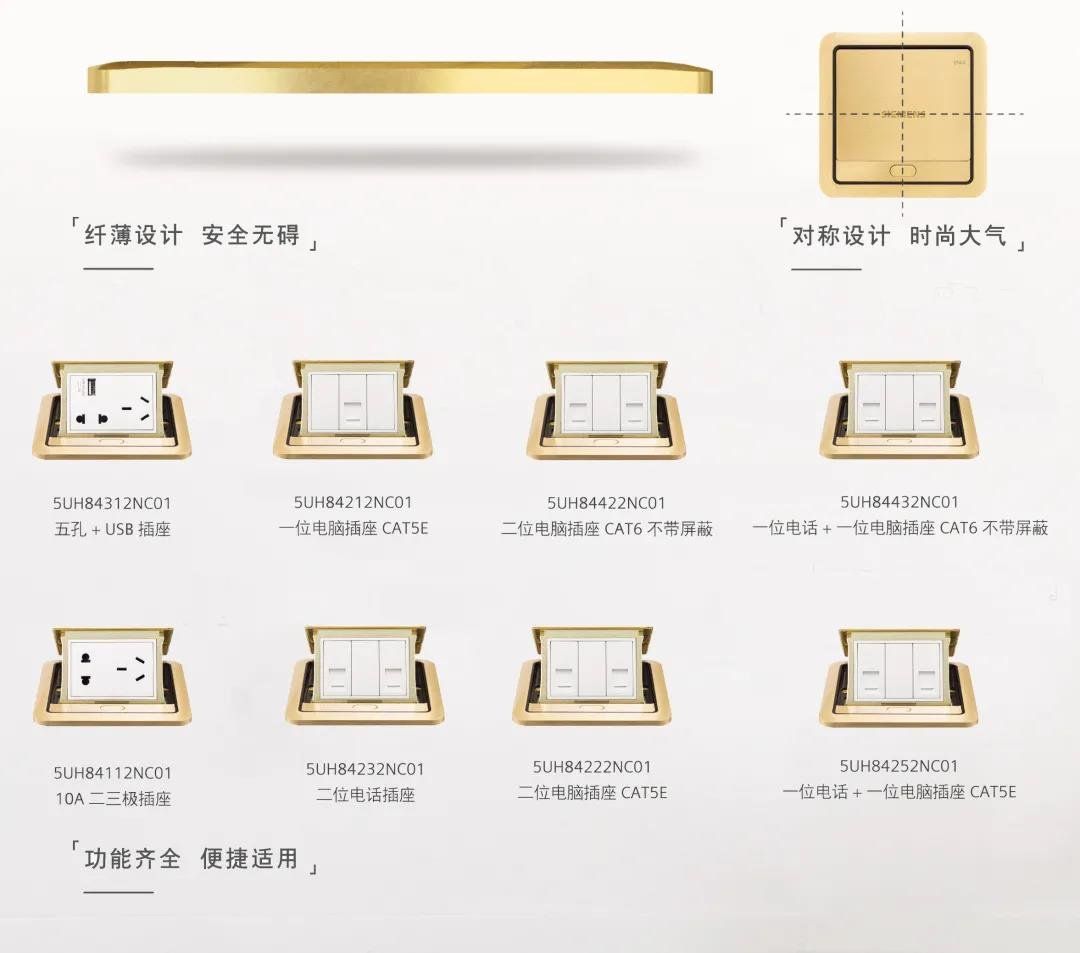 IP44
SIEMENS
「纤薄设计 安全无碍」
「对称设计 时尚大气」
5UH84312NC01
五孔 + USB 插座
5UH84212NC01
一位电脑插座 CAT5E
5UH84422NC01
二位电脑插座 CAT6 不带屏蔽
5UH84432NC01
一位电话 + 一位电脑插座 CAT6 不带屏蔽
5UH84112NC01
10A 二三极插座
5UH84232NC01
二位电话插座
5UH84222NC01
二位电脑插座 CAT5E
5UH84252NC01
一位电话 + 一位电脑插座 CAT5E
「功能齐全 便捷适用」